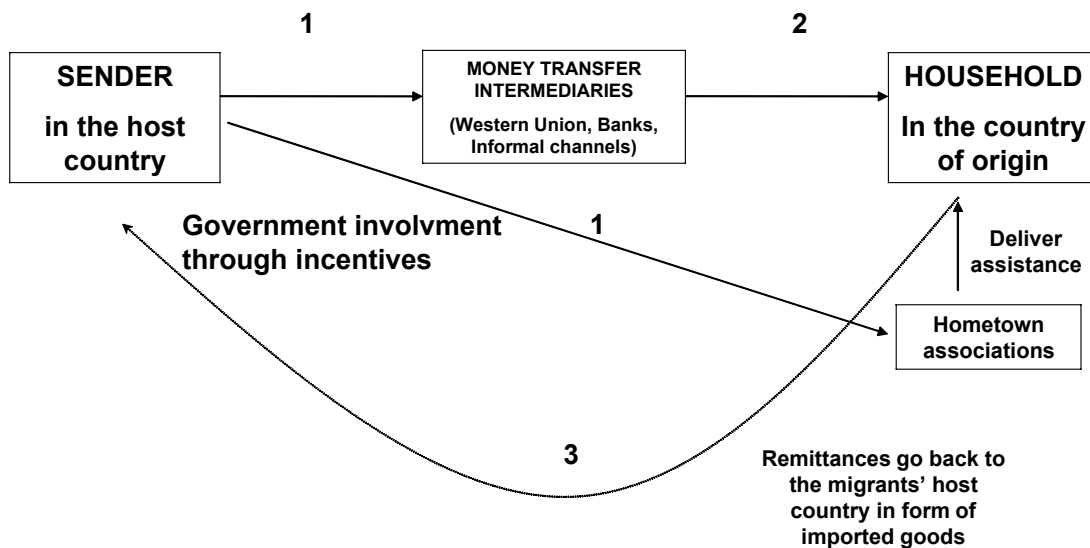 1
2
SENDER
in the host
country
MONEY TRANSFER
INTERMEDIARIES
(Western Union, Banks,
Informal channels)
HOUSEHOLD
In the country
of origin
Government involvment
through incentives
1
Deliver
assistance
Hometown
associations
3
Remittances go back to
the migrants’ host
country in form of
imported goods